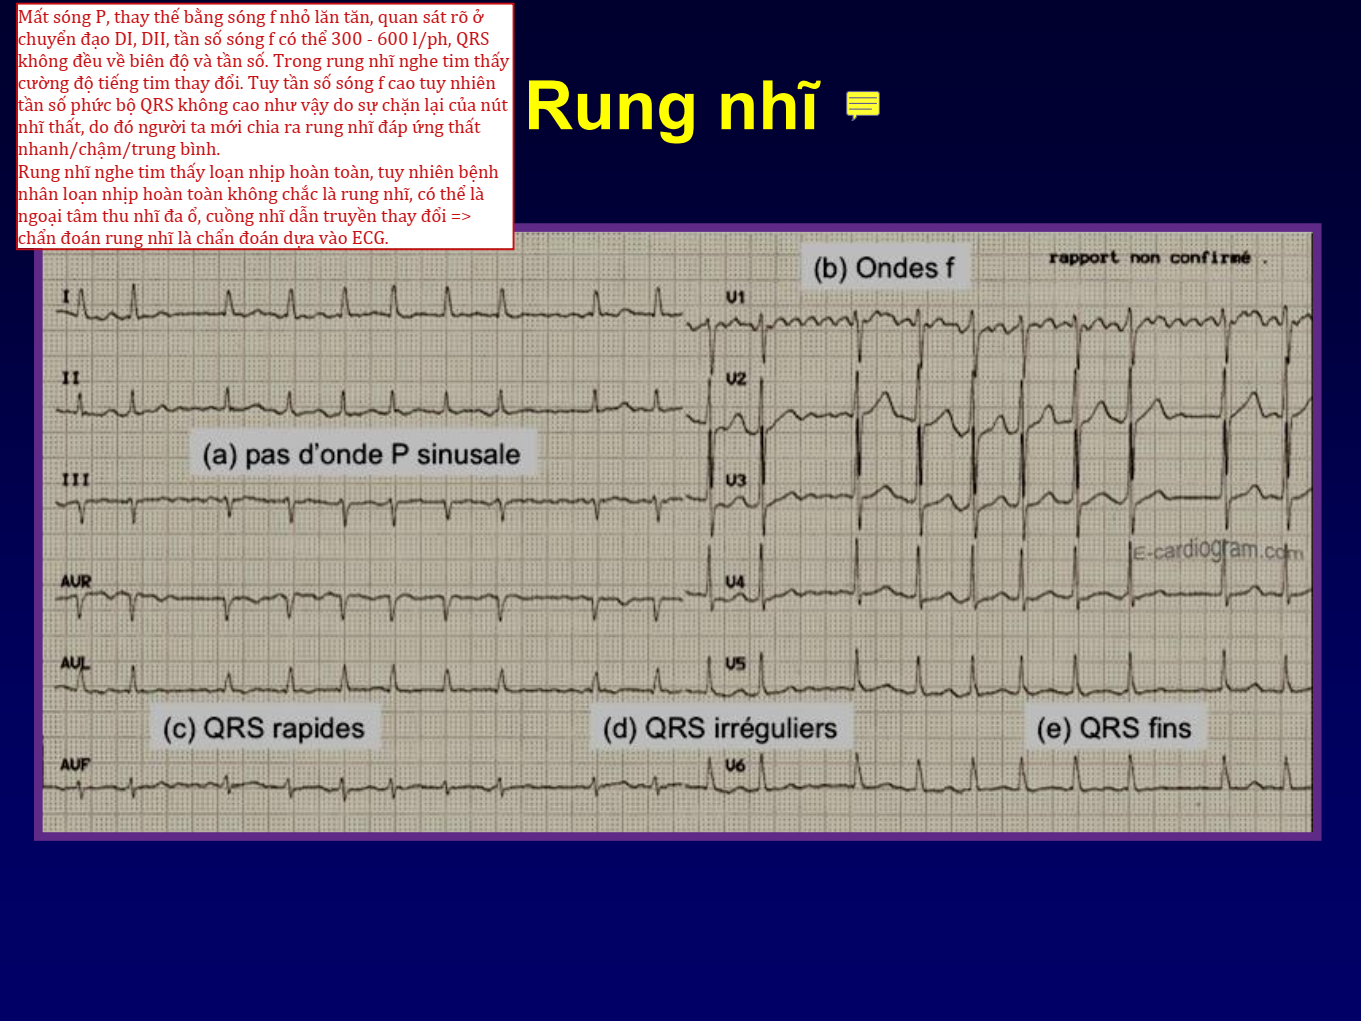 Mất sóng P, thay thế bằng sóng f nhỏ lăn tăn, quan sát rõ ở
chuyển đạo DI, DII, tần số sóng f có thể 300 - 600 l/ph, QRS
không đều về biên độ và tần số. Trong rung nhĩ nghe tim thấy
cường độ tiếng tim thay đổi. Tuy tần số sóng f cao tuy nhiên
tần số phức bộ QRS không cao như vậy do sự chặn lại của nút
nhĩ thất, do đó người ta mới chia ra rung nhĩ đáp ứng thất
nhanh/chậm/trung bình.
Rung nhĩ nghe tim thấy loạn nhịp hoàn toàn, tuy nhiên bệnh
nhân loạn nhịp hoàn toàn không chắc là rung nhĩ, có thể là
ngoại tâm thu nhĩ đa ổ, cuồng nhĩ dẫn truyền thay đổi =>
chẩn đoán rung nhĩ là chẩn đoán dựa vào ECG.
Rung nhĩ
(b) Ondes f
rapport non confirmé .
I
V1
II
V2
(a) pas d'onde P sinusale
III
V3
E-cardiogram.com
AVR
V4
AVL
V5
(c) QRS rapides
(d) QRS irréguliers
(e) QRS fins
AVF
V6